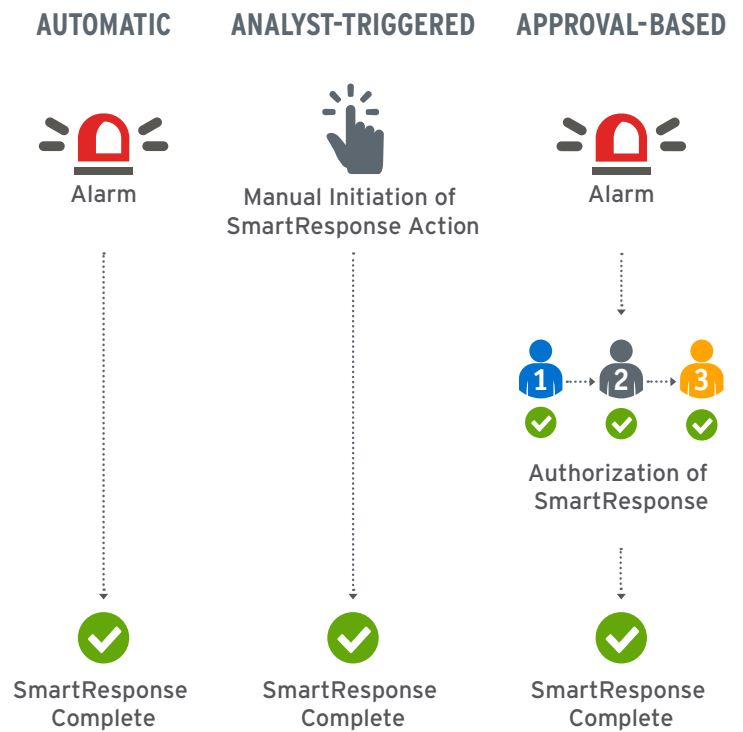 AUTOMATIC
ANALYST-TRIGGERED
APPROVAL-BASED
Alarm
Manual Initiation of
SmartResponse Action
Alarm
1
2
3
Authorization of
SmartResponse
SmartResponse
Complete
SmartResponse
Complete
SmartResponse
Complete